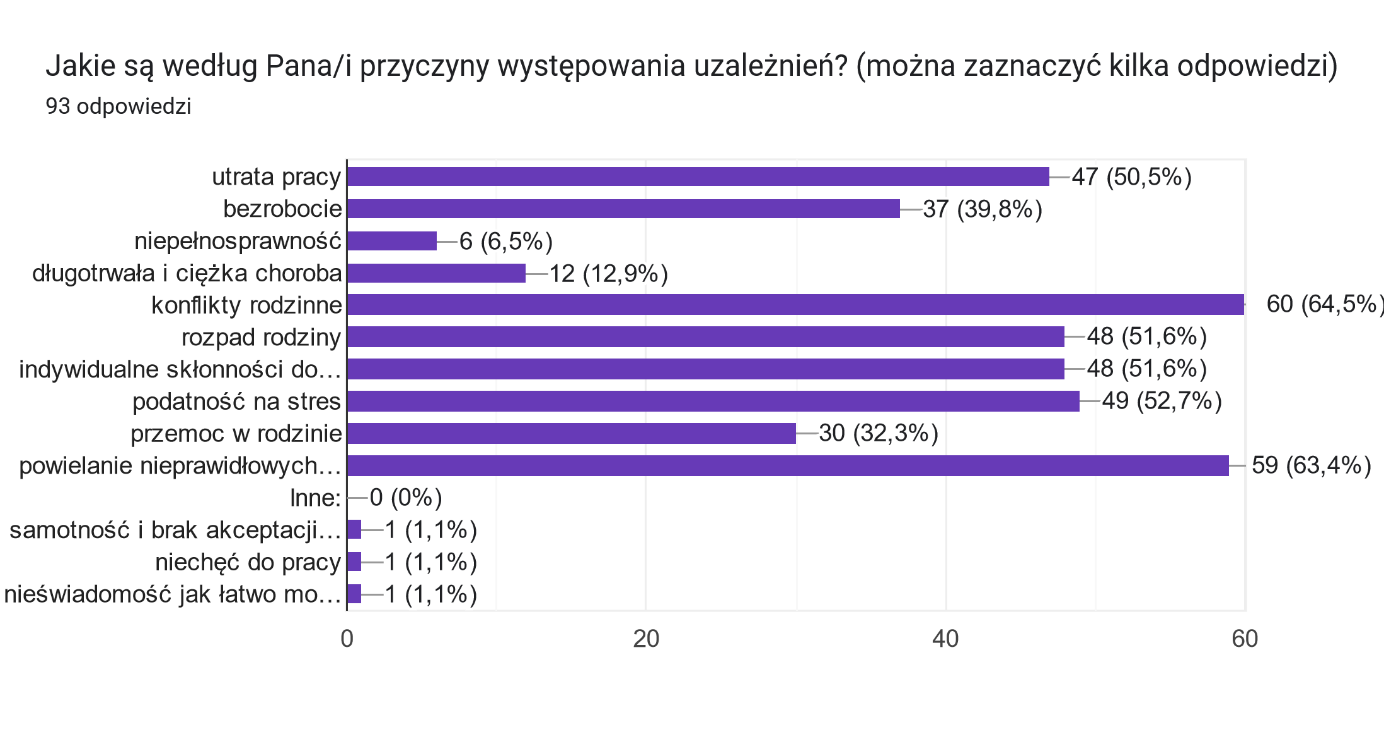 Jakie są według Pana/i przyczyny występowania uzależnień? (można zaznaczyć kilka odpowiedzi)
93 odpowiedzi
utrata pracy 47 (50,5%)
bezrobocie 37 (39,8%)
niepełnosprawność 6 (6,5%)
długotrwała i ciężka choroba 12 (12,9%)
konflikty rodzinne 60 (64,5%)
rozpad rodziny 48 (51,6%)
indywidualne skłonności do… 48 (51,6%)
podatność na stres 49 (52,7%)
przemoc w rodzinie 30 (32,3%)
powielanie nieprawidłowych… 59 (63,4%)
Inne: 0 (0%)
samotność i brak akceptacji… 1 (1,1%)
niechęć do pracy 1 (1,1%)
nieświadomość jak łatwo mo… 1 (1,1%)
0 20 40 60